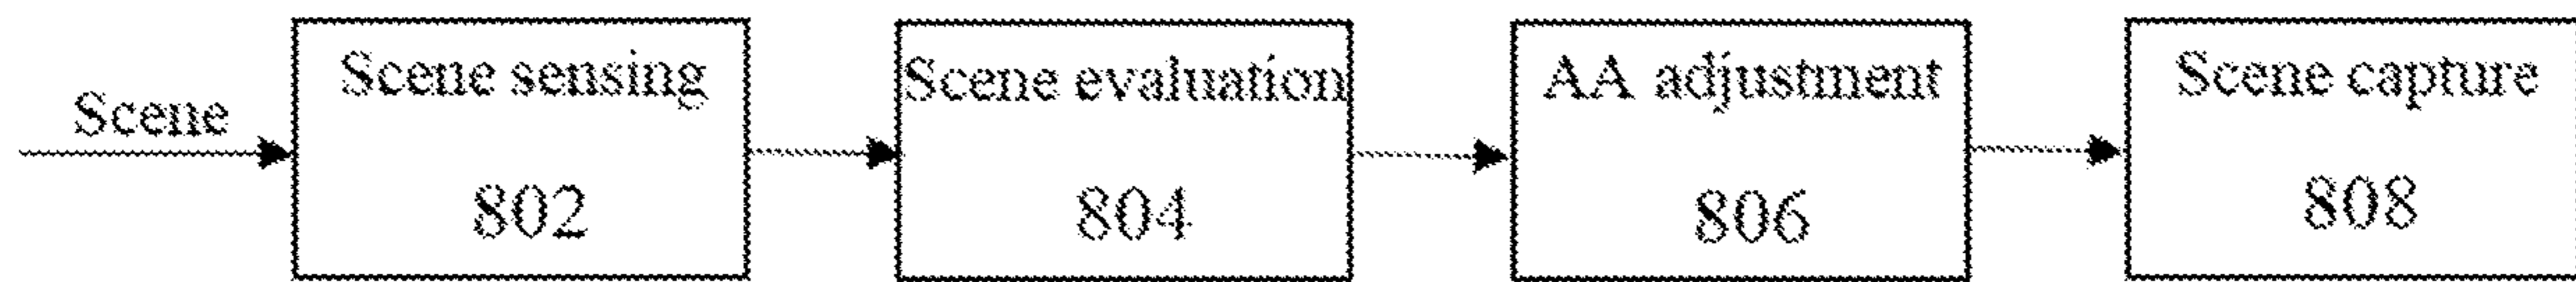 Scene
Scene sensing
802
Scene evaluation
804
AA adjustment
806
Scene capture
808